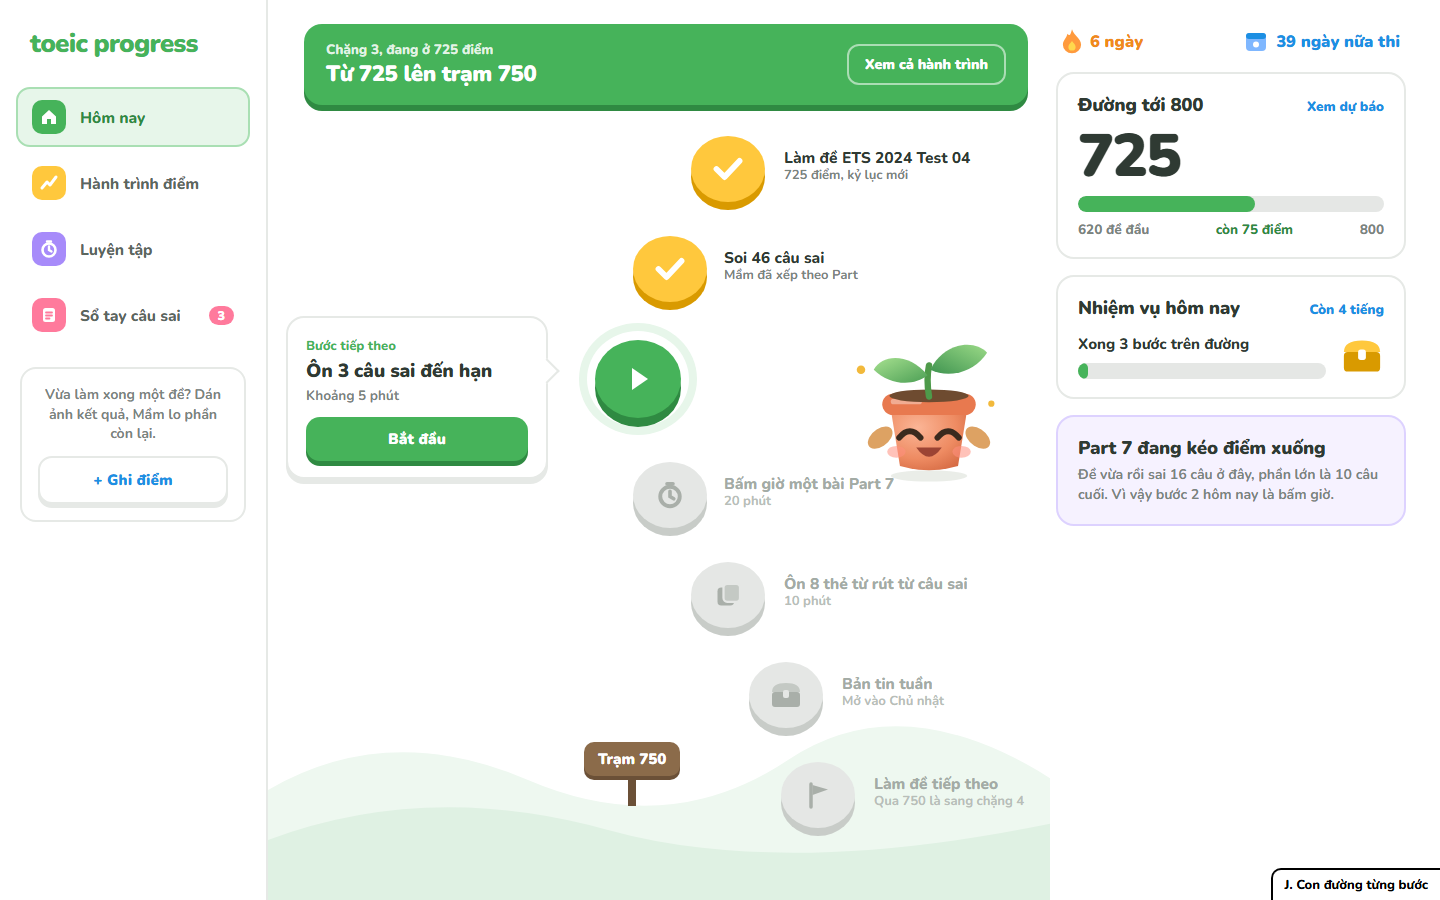 toeic progress
Hôm nay
Hành trình điểm
Luyện tập
Sổ tay câu sai
3
Vừa làm xong một đề? Dán
ảnh kết quả, Mầm lo phần
còn lại.
+ Ghi điểm
Chặng 3, đang ở 725 điểm
Từ 725 lên trạm 750
Xem cả hành trình
Làm đề ETS 2024 Test 04
725 điểm, kỷ lục mới
Soi 46 câu sai
Mầm đã xếp theo Part
Bước tiếp theo
Ôn 3 câu sai đến hạn
Khoảng 5 phút
Bắt đầu
Bấm giờ một bài Part 7
20 phút
Ôn 8 thẻ từ rút từ câu sai
10 phút
Bản tin tuần
Mở vào Chủ nhật
Trạm 750
Làm đề tiếp theo
Qua 750 là sang chặng 4
6 ngày
39 ngày nữa thi
Đường tới 800
Xem dự báo
725
620 đề đầu
còn 75 điểm
800
Nhiệm vụ hôm nay
Còn 4 tiếng
Xong 3 bước trên đường
Part 7 đang kéo điểm xuống
Đề vừa rồi sai 16 câu ở đây, phần lớn là 10 câu
cuối. Vì vậy bước 2 hôm nay là bấm giờ.
J. Con đường từng bước